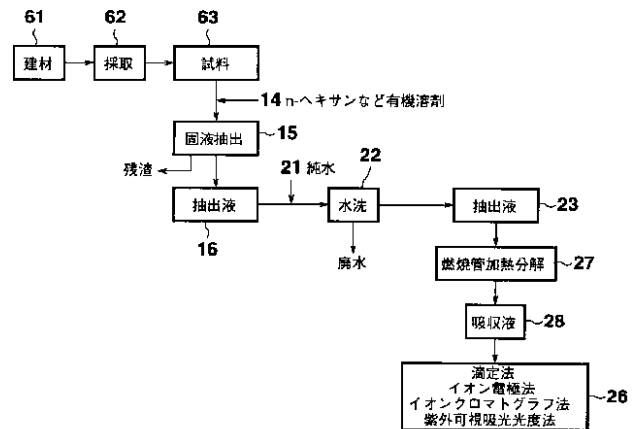 61
62
63
建材
採取
試料
14 n-ヘキサンなど有機溶剤
固液抽出
15
残渣
21 純水
22
抽出液
水洗
抽出液
16
23
廃水
燃焼管加熱分解
27
吸収液
28
滴定法
イオン電極法
イオンクロマトグラフ法
紫外可視吸光光度法
26